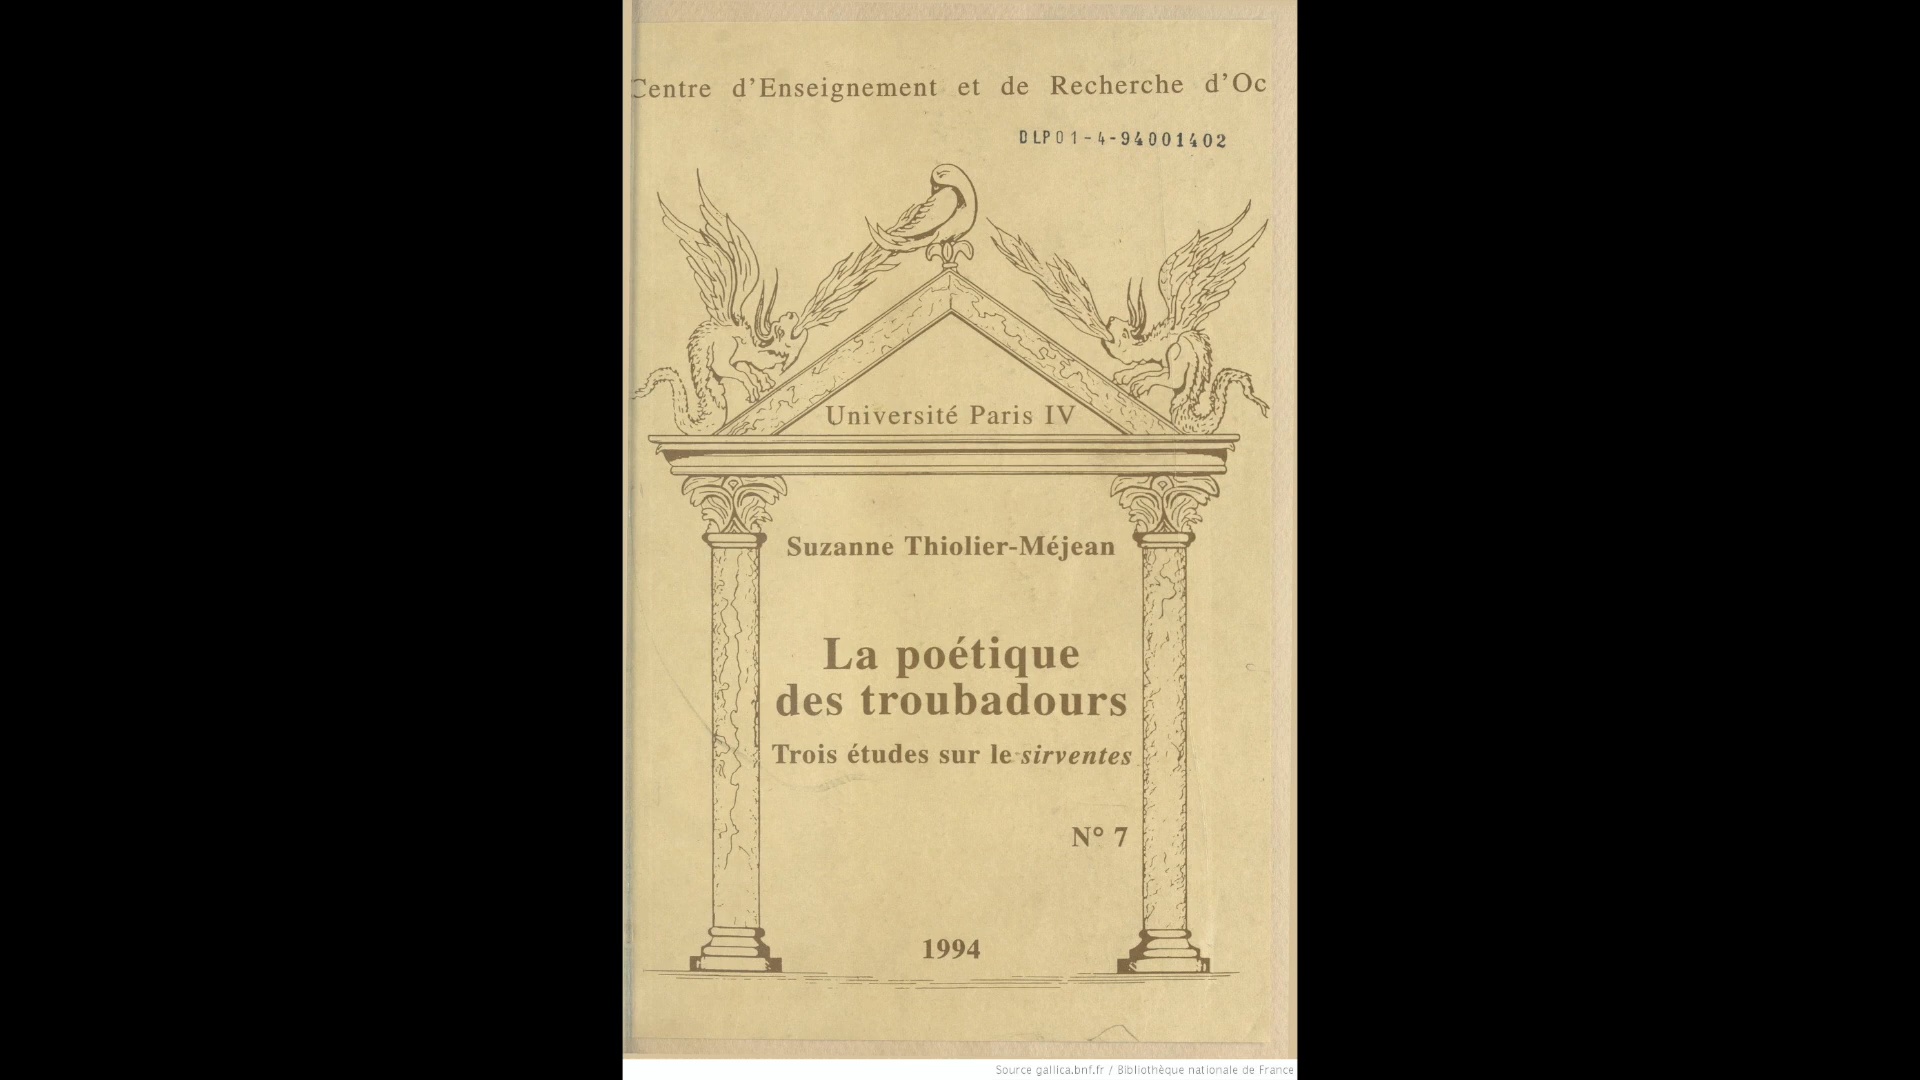 Centre d'Enseignement et de Recherche d'Oc
DLP01-4-94001402
Université Paris IV
Suzanne Thiolier-Méjean
La poétique
des troubadours
Trois études sur le sirventes
N° 7
1994
Source gallica.bnf.fr / Bibliothèque nationale de France